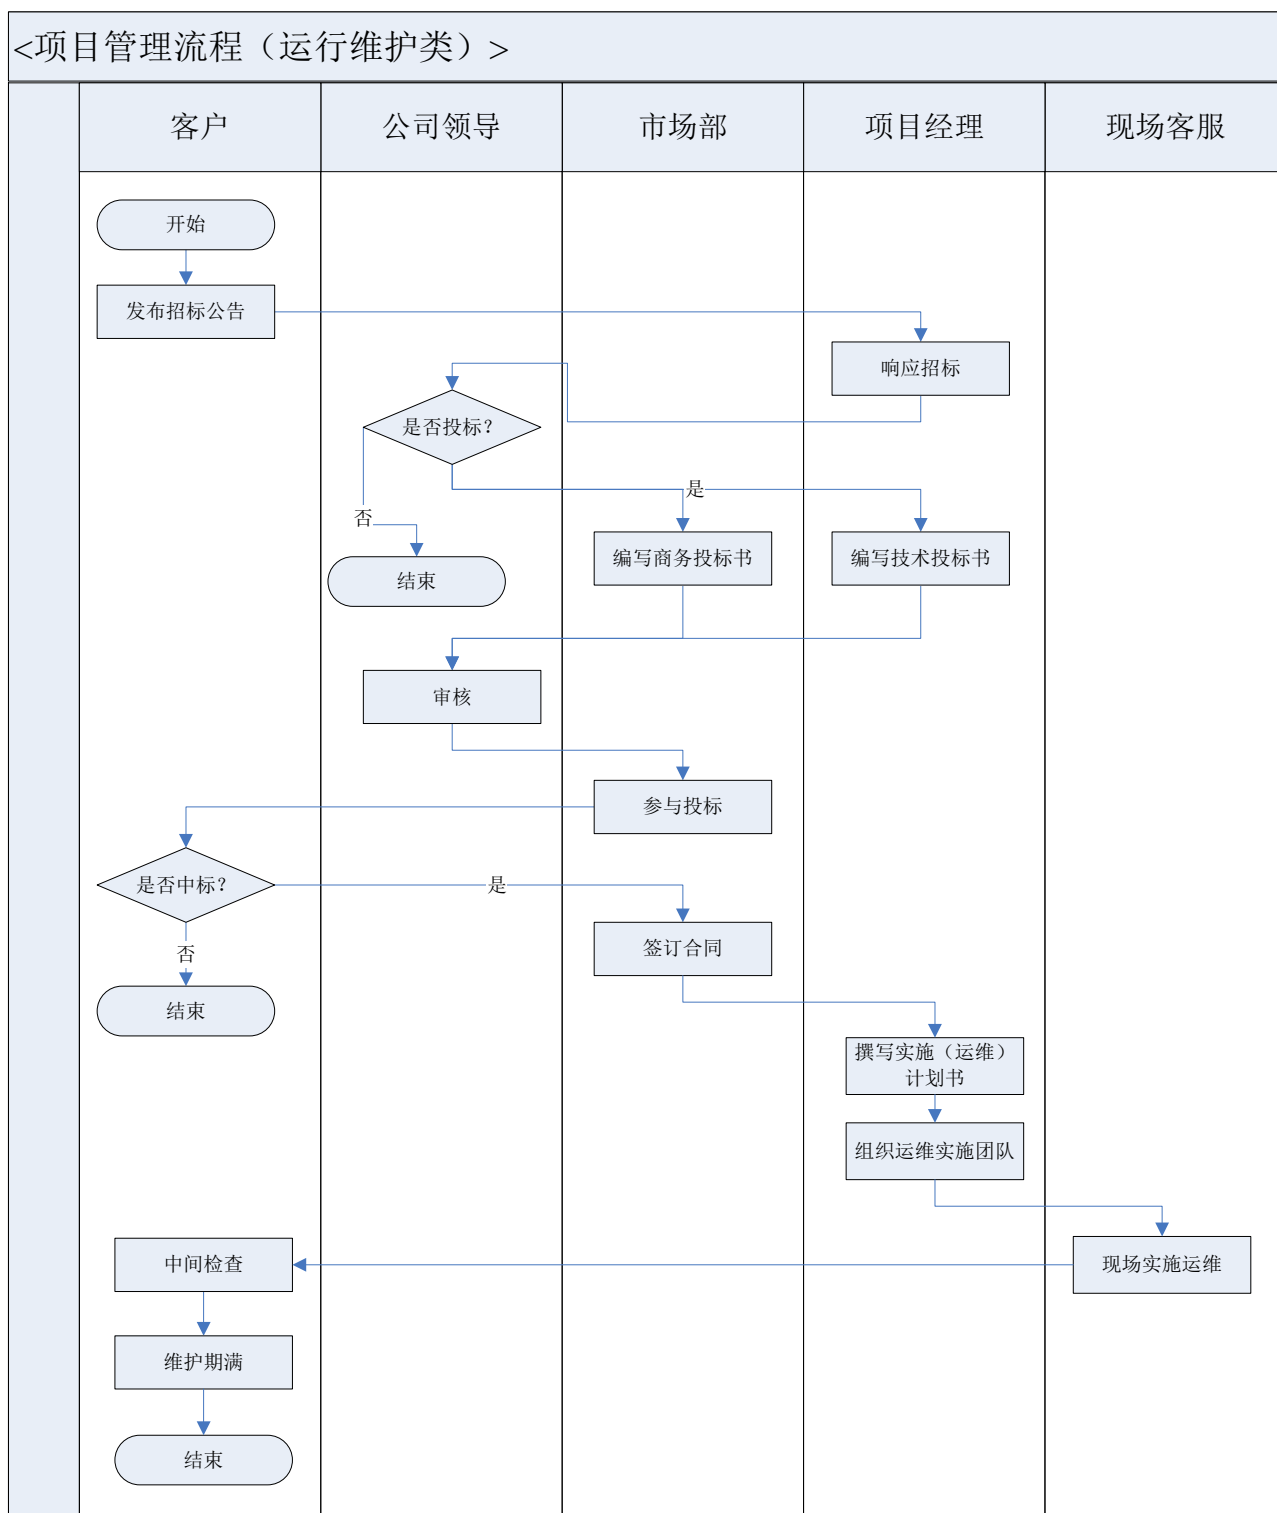 <项目管理流程（运行维护类）>
客户
公司领导
市场部
项目经理
现场客服
开始
发布招标公告
响应招标
是否投标？
是
否
编写商务投标书
编写技术投标书
结束
审核
参与投标
是否中标？
是
签订合同
否
结束
撰写实施（运维）
计划书
组织运维实施团队
中间检查
现场实施运维
维护期满
结束